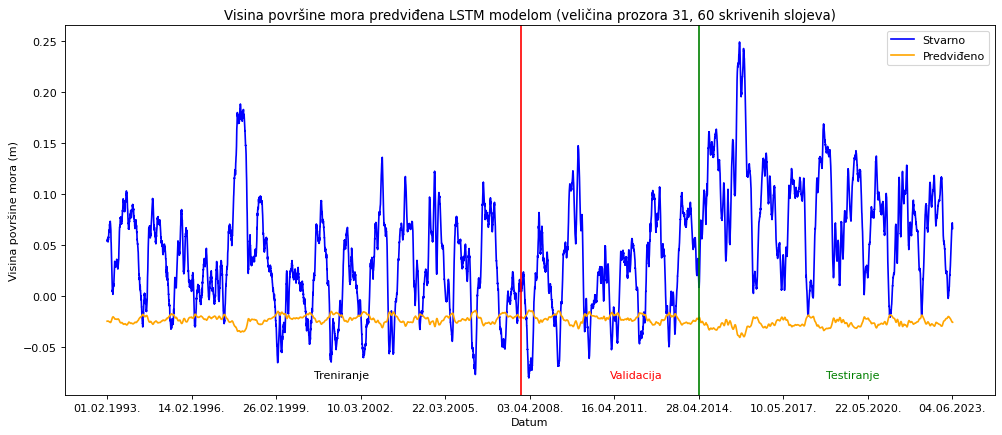 Visina površine mora predviđena LSTM modelom (veličina prozora 31, 60 skrivenih slojeva)
Stvarno
Predviđeno
Visina površine mora (m)
0.25
0.20
0.15
0.10
0.05
0.00
−0.05
Treniranje
Validacija
Testiranje
01.02.1993.
14.02.1996.
26.02.1999.
10.03.2002.
22.03.2005.
03.04.2008.
16.04.2011.
28.04.2014.
10.05.2017.
22.05.2020.
04.06.2023.
Datum